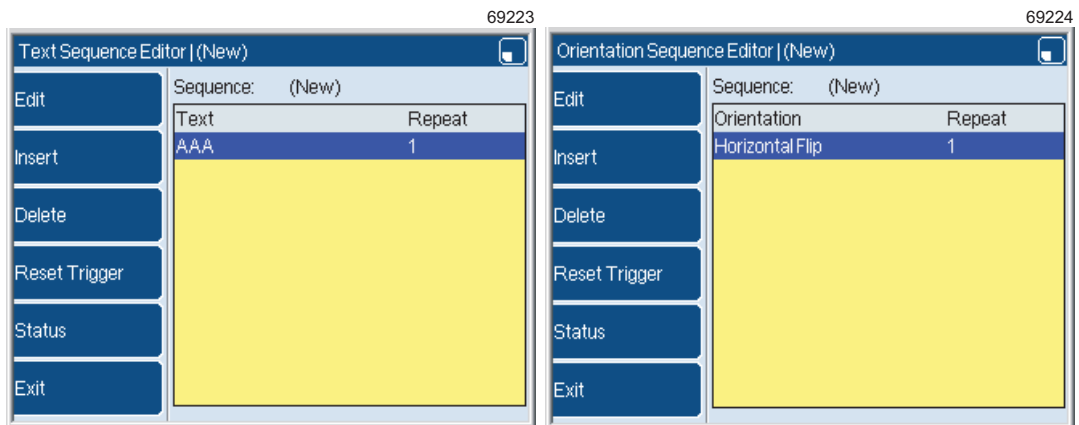 69223
Text Sequence Editor | (New)
Edit
Insert
Delete
Reset Trigger
Status
Exit
Sequence: (New)
Text Repeat
AAA 1
69224
Orientation Sequence Editor | (New)
Edit
Insert
Delete
Reset Trigger
Status
Exit
Sequence: (New)
Orientation Repeat
Horizontal Flip 1